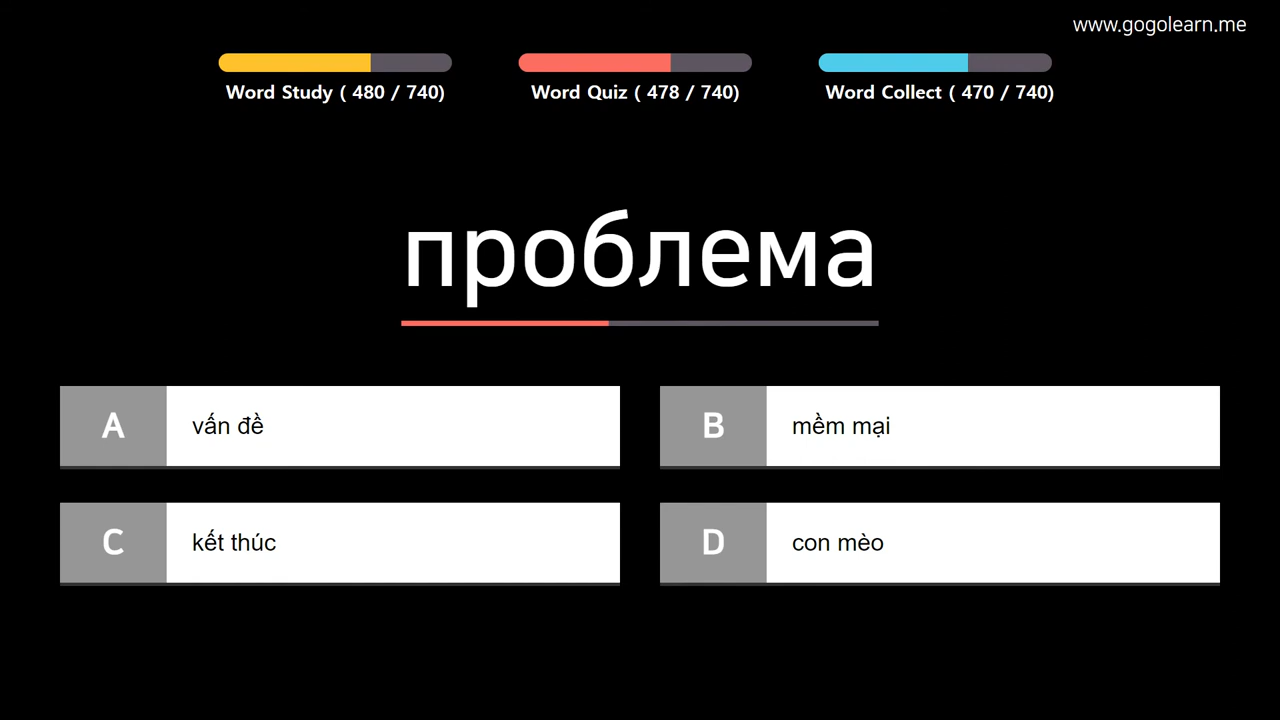 www.gogolearn.me
Word Study ( 480 / 740)
Word Quiz ( 478 / 740)
Word Collect ( 470 / 740)
проблема
A vấn đề
B mềm mại
C kết thúc
D con mèo